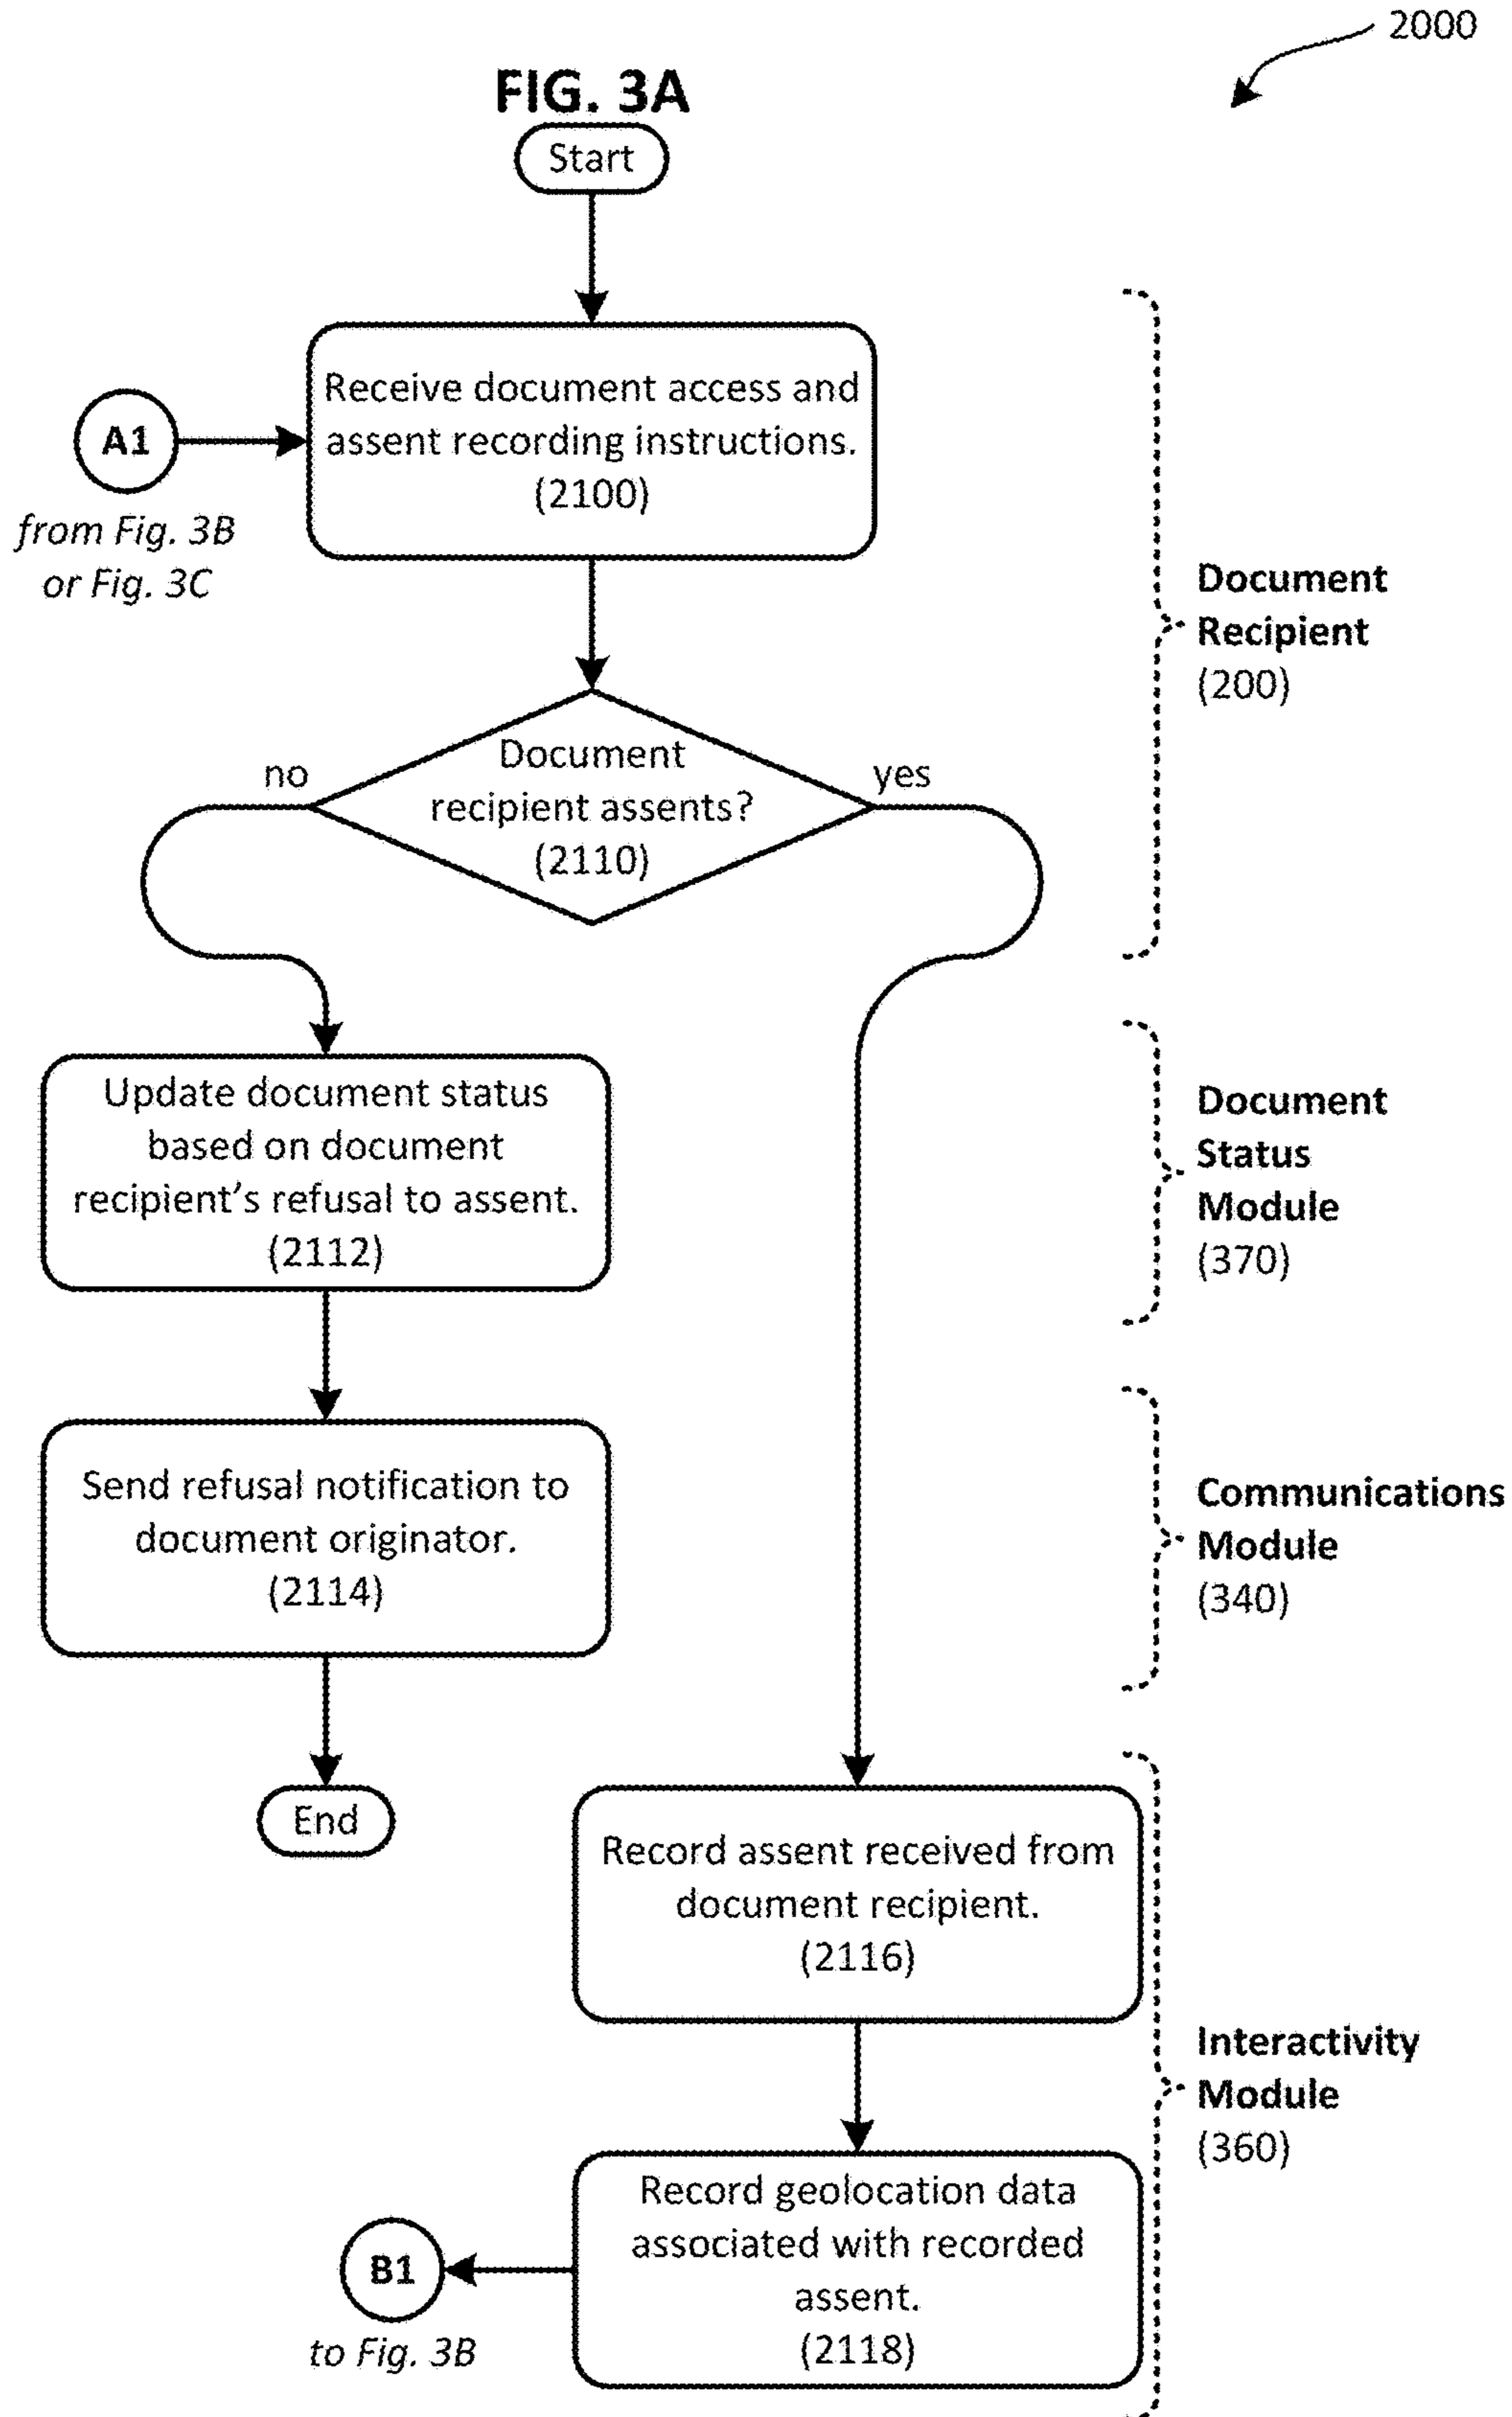 2000
FIG. 3A
Start
Receive document access and
assent recording instructions.
(2100)
A1
from Fig. 3B
or Fig. 3C
Document
Recipient
(200)
no
yes
Document
recipient assents?
(2110)
Update document status
based on document
recipient’s refusal to assent.
(2112)
Document
Status
Module
(370)
Send refusal notification to
document originator.
(2114)
Communications
Module
(340)
End
Record assent received from
document recipient.
(2116)
Interactivity
Module
(360)
Record geolocation data
associated with recorded
assent.
(2118)
B1
to Fig. 3B